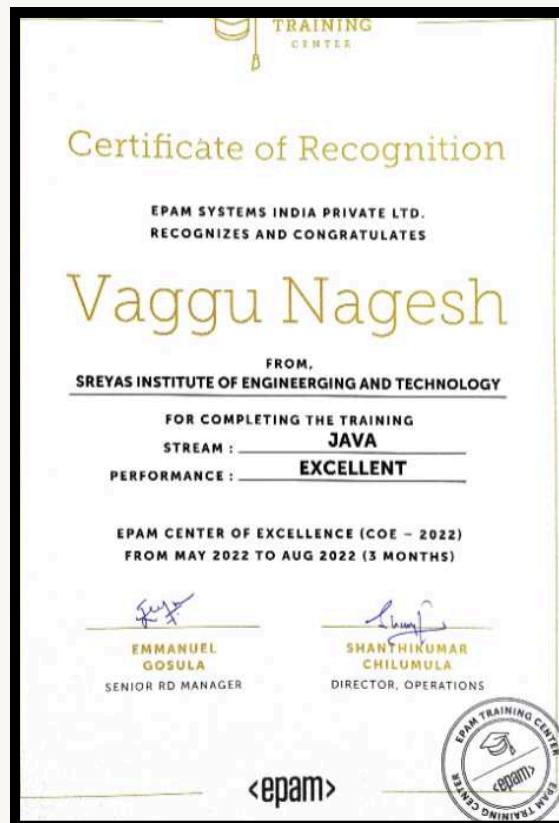 TRAINING
CENTER
Certificate of Recognition
EPAM SYSTEMS INDIA PRIVATE LTD.
RECOGNIZES AND CONGRATULATES
Vaggu Nagesh
FROM,
SREYAS INSTITUTE OF ENGINEERGING AND TECHNOLOGY
FOR COMPLETING THE TRAINING
STREAM : JAVA
PERFORMANCE : EXCELLENT
EPAM CENTER OF EXCELLENCE (COE – 2022)
FROM MAY 2022 TO AUG 2022 (3 MONTHS)
EMMANUEL
GOSULA
SENIOR RD MANAGER
SHANTHIKUMAR
CHILUMULA
DIRECTOR, OPERATIONS
EPAM TRAINING CENTER
<epam>
EPAM TRAINING CENTER
<epam>